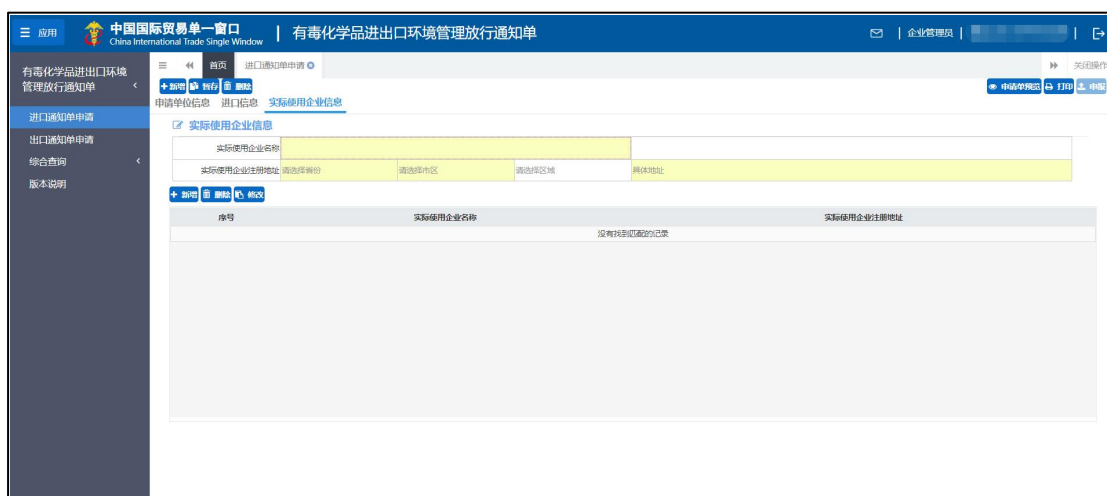 应用
中国国际贸易单一窗口
China International Trade Single Window
有毒化学品进出口环境管理放行通知单
企业管理员
有毒化学品进出口环境
管理放行通知单
首页 进口通知单申请
关闭操作
新增 暂存 删除
申请单预览 打印 申报
申请单位信息 进口信息 实际使用企业信息
进口通知单申请
出口通知单申请
综合查询
版本说明
实际使用企业信息
实际使用企业名称
实际使用企业注册地址 请选择省份 请选择市区 请选择区域 具体地址
新增 删除 修改
序号 实际使用企业名称 实际使用企业注册地址
没有找到匹配的记录